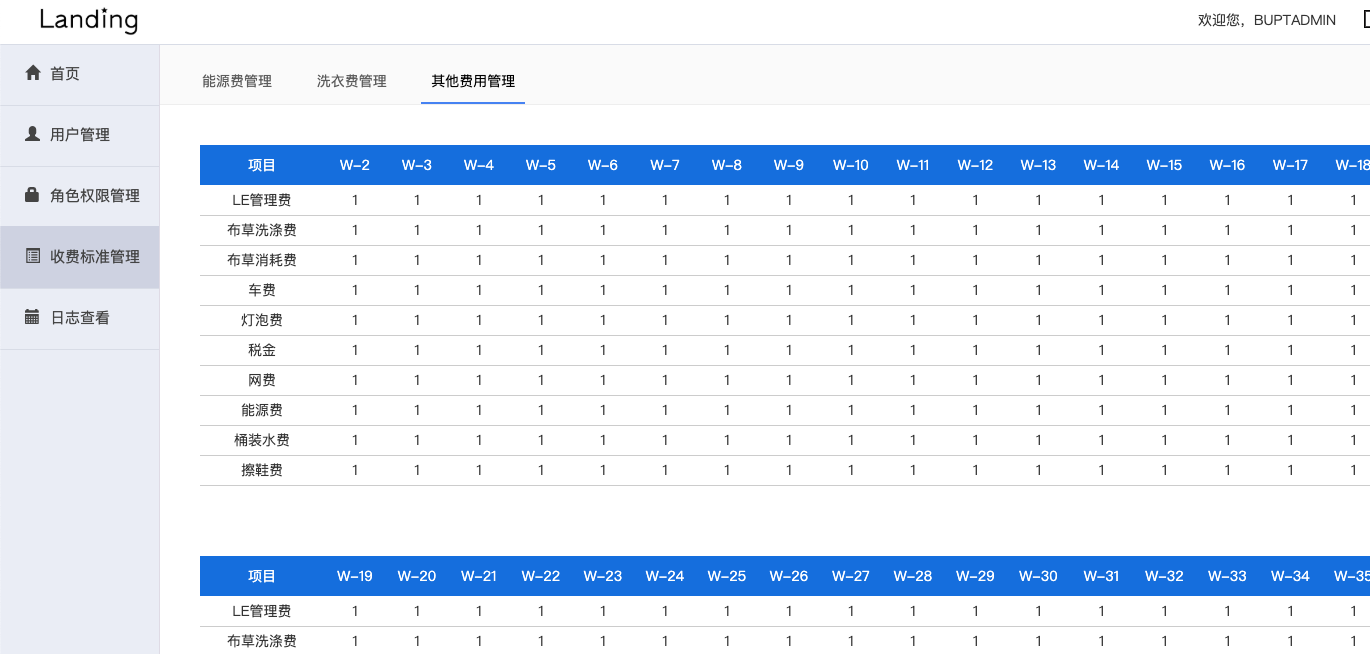 Landing
欢迎您，BUPTADMIN
首页
用户管理
角色权限管理
收费标准管理
日志查看
能源费管理 洗衣费管理 其他费用管理
项目 W-2 W-3 W-4 W-5 W-6 W-7 W-8 W-9 W-10 W-11 W-12 W-13 W-14 W-15 W-16 W-17 W-18
LE管理费 1 1 1 1 1 1 1 1 1 1 1 1 1 1 1 1 1
布草洗涤费 1 1 1 1 1 1 1 1 1 1 1 1 1 1 1 1 1
布草消耗费 1 1 1 1 1 1 1 1 1 1 1 1 1 1 1 1 1
车费 1 1 1 1 1 1 1 1 1 1 1 1 1 1 1 1 1
灯泡费 1 1 1 1 1 1 1 1 1 1 1 1 1 1 1 1 1
税金 1 1 1 1 1 1 1 1 1 1 1 1 1 1 1 1 1
网费 1 1 1 1 1 1 1 1 1 1 1 1 1 1 1 1 1
能源费 1 1 1 1 1 1 1 1 1 1 1 1 1 1 1 1 1
桶装水费 1 1 1 1 1 1 1 1 1 1 1 1 1 1 1 1 1
擦鞋费 1 1 1 1 1 1 1 1 1 1 1 1 1 1 1 1 1
项目 W-19 W-20 W-21 W-22 W-23 W-24 W-25 W-26 W-27 W-28 W-29 W-30 W-31 W-32 W-33 W-34 W-35
LE管理费 1 1 1 1 1 1 1 1 1 1 1 1 1 1 1 1 1
布草洗涤费 1 1 1 1 1 1 1 1 1 1 1 1 1 1 1 1 1